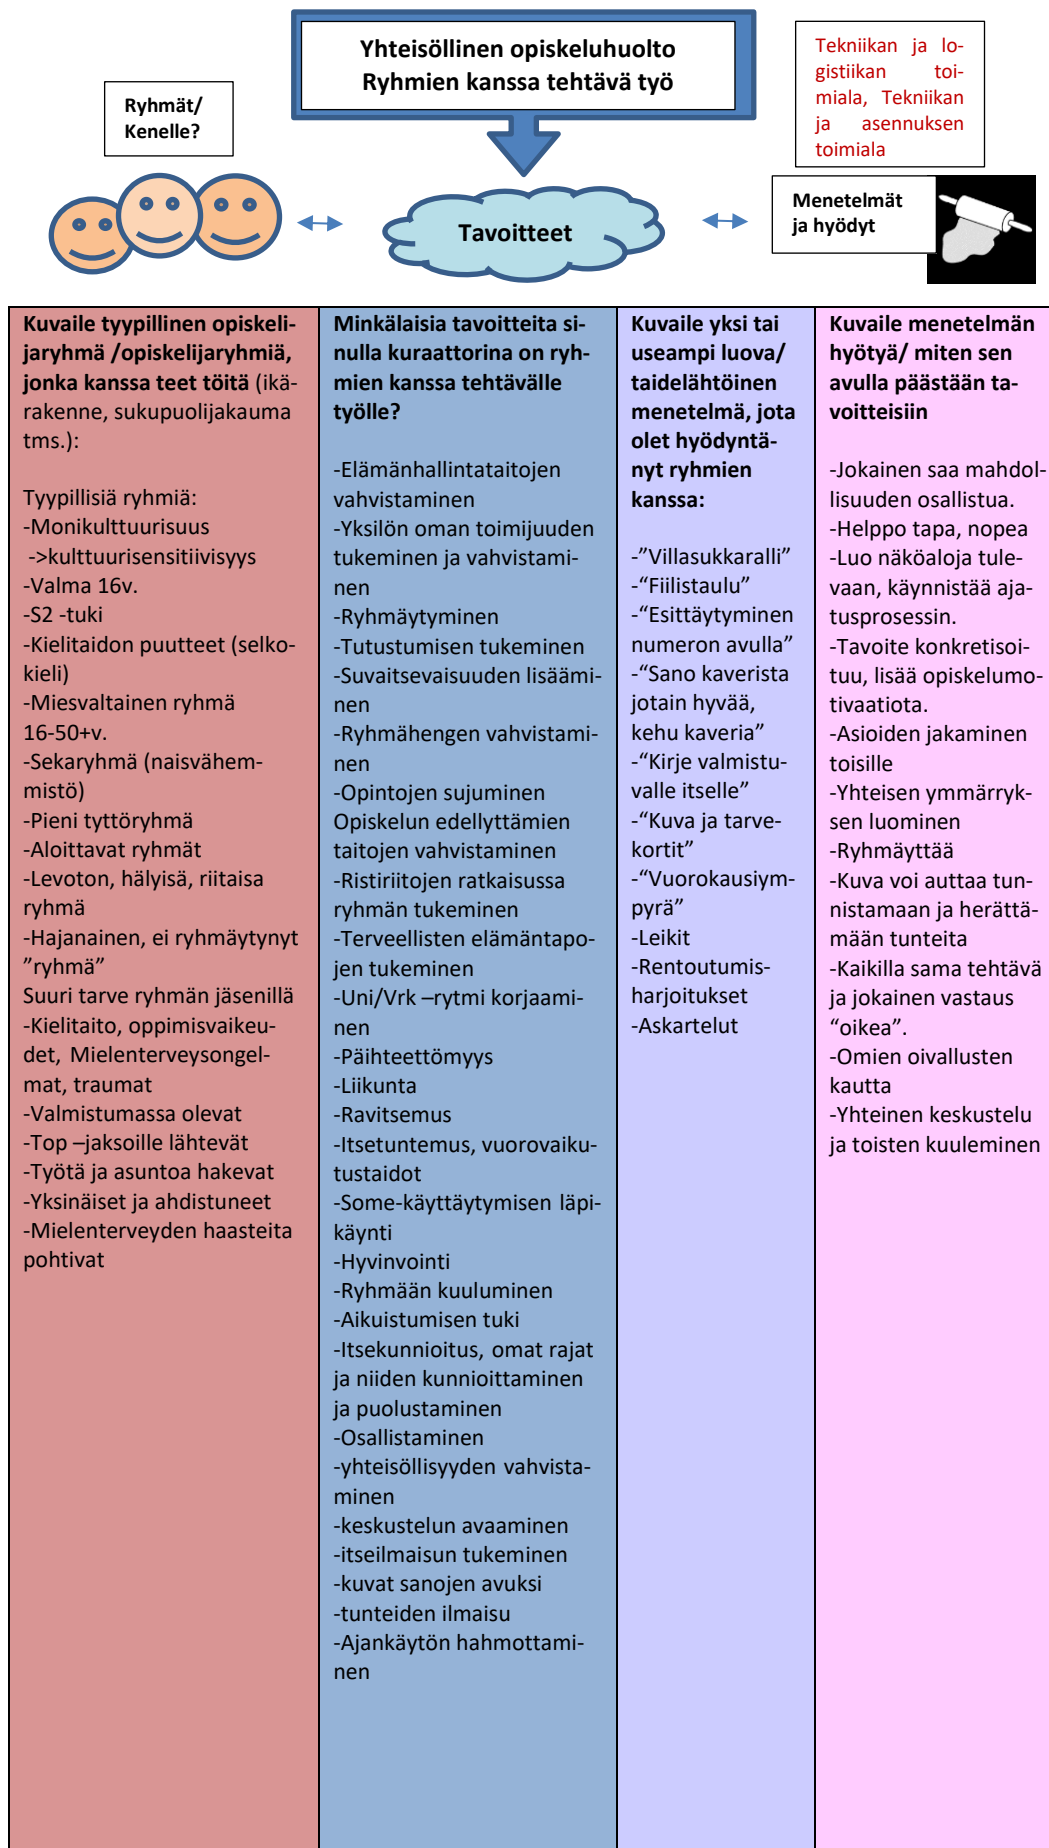 Yhteisöllinen opiskeluhuolto
Ryhmien kanssa tehtävä työ
Tekniikan ja lo-
gistiikan toi-
miala, Tekniikan
ja asennuksen
toimiala
Ryhmät/
Kenelle?
Tavoitteet
Menetelmät
ja hyödyt
Kuvaile tyypillinen opiskeli-
jaryhmä /opiskelijaryhmiä,
jonka kanssa teet töitä (ikä-
rakenne, sukupuolijakauma
tms.):
Tyypillisiä ryhmiä:
-Monikulttuurisuus
->kulttuurisensitiivisyys
-Valma 16v.
-S2 -tuki
-Kielitaidon puutteet (selko-
kieli)
-Miesvaltainen ryhmä
16-50+v.
-Sekaryhmä (naisvähem-
mistö)
-Pieni tyttöryhmä
-Aloittavat ryhmät
-Levoton, hälyisä, riitaisa
ryhmä
-Hajanainen, ei ryhmäytynyt
”ryhmä”
Suuri tarve ryhmän jäsenillä
-Kielitaito, oppimisvaikeu-
det, Mielenterveysongel-
mat, traumat
-Valmistumassa olevat
-Top –jaksoille lähtevät
-Työtä ja asuntoa hakevat
-Yksinäiset ja ahdistuneet
-Mielenterveyden haasteita
pohtivat
Minkälaisia tavoitteita si-
nulla kuraattorina on ryh-
mien kanssa tehtävälle
työlle?
-Elämänhallintataitojen
vahvistaminen
-Yksilön oman toimijuuden
tukeminen ja vahvistami-
nen
-Ryhmäytyminen
-Tutustumisen tukeminen
-Suvaitsevaisuuden lisäämi-
nen
-Ryhmähengen vahvistami-
nen
-Opintojen sujuminen
Opiskelun edellyttämien
taitojen vahvistaminen
-Ristiriitojen ratkaisussa
ryhmän tukeminen
-Terveellisten elämäntapo-
jen tukeminen
-Uni/Vrk –rytmi korjaami-
nen
-Päihteettömyys
-Liikunta
-Ravitsemus
-Itsetuntemus, vuorovaiku-
tustaidot
-Some-käyttäytymisen läpi-
käynti
-Hyvinvointi
-Ryhmään kuuluminen
-Aikuistumisen tuki
-Itsekunnioitus, omat rajat
ja niiden kunnioittaminen
ja puolustaminen
-Osallistaminen
-yhteisöllisyyden vahvista-
minen
-keskustelun avaaminen
-itseilmaisun tukeminen
-kuvat sanojen avuksi
-tunteiden ilmaisu
-Ajankäytön hahmottami-
nen
Kuvaile yksi tai
useampi luova/
taidelähtöinen
menetelmä, jota
olet hyödyntä-
nyt ryhmien
kanssa:
-”Villasukkaralli”
-“Fiilistaulu”
-“Esittäytyminen
numeron avulla”
-“Sano kaverista
jotain hyvää,
kehu kaveria”
-“Kirje valmistu-
valle itselle”
-“Kuva ja tarve-
kortit”
-“Vuorokausiym-
pyrä”
-Leikit
-Rentoutumis-
harjoitukset
-Askartelut
Kuvaile menetelmän
hyötyä/ miten sen
avulla päästään ta-
voitteisiin
-Jokainen saa mahdol-
lisuuden osallistua.
-Helppo tapa, nopea
-Luo näköaloja tule-
vaan, käynnistää aja-
tusprosessin.
-Tavoite konkretisoi-
tuu, lisää opiskelumo-
tivaatiota.
-Asioiden jakaminen
toisille
-Yhteisen ymmärryk-
sen luominen
-Ryhmäyttää
-Kuva voi auttaa tun-
nistamaan ja herättä-
mään tunteita
-Kaikilla sama tehtävä
ja jokainen vastaus
“oikea”.
-Omien oivallusten
kautta
-Yhteinen keskustelu
ja toisten kuuleminen